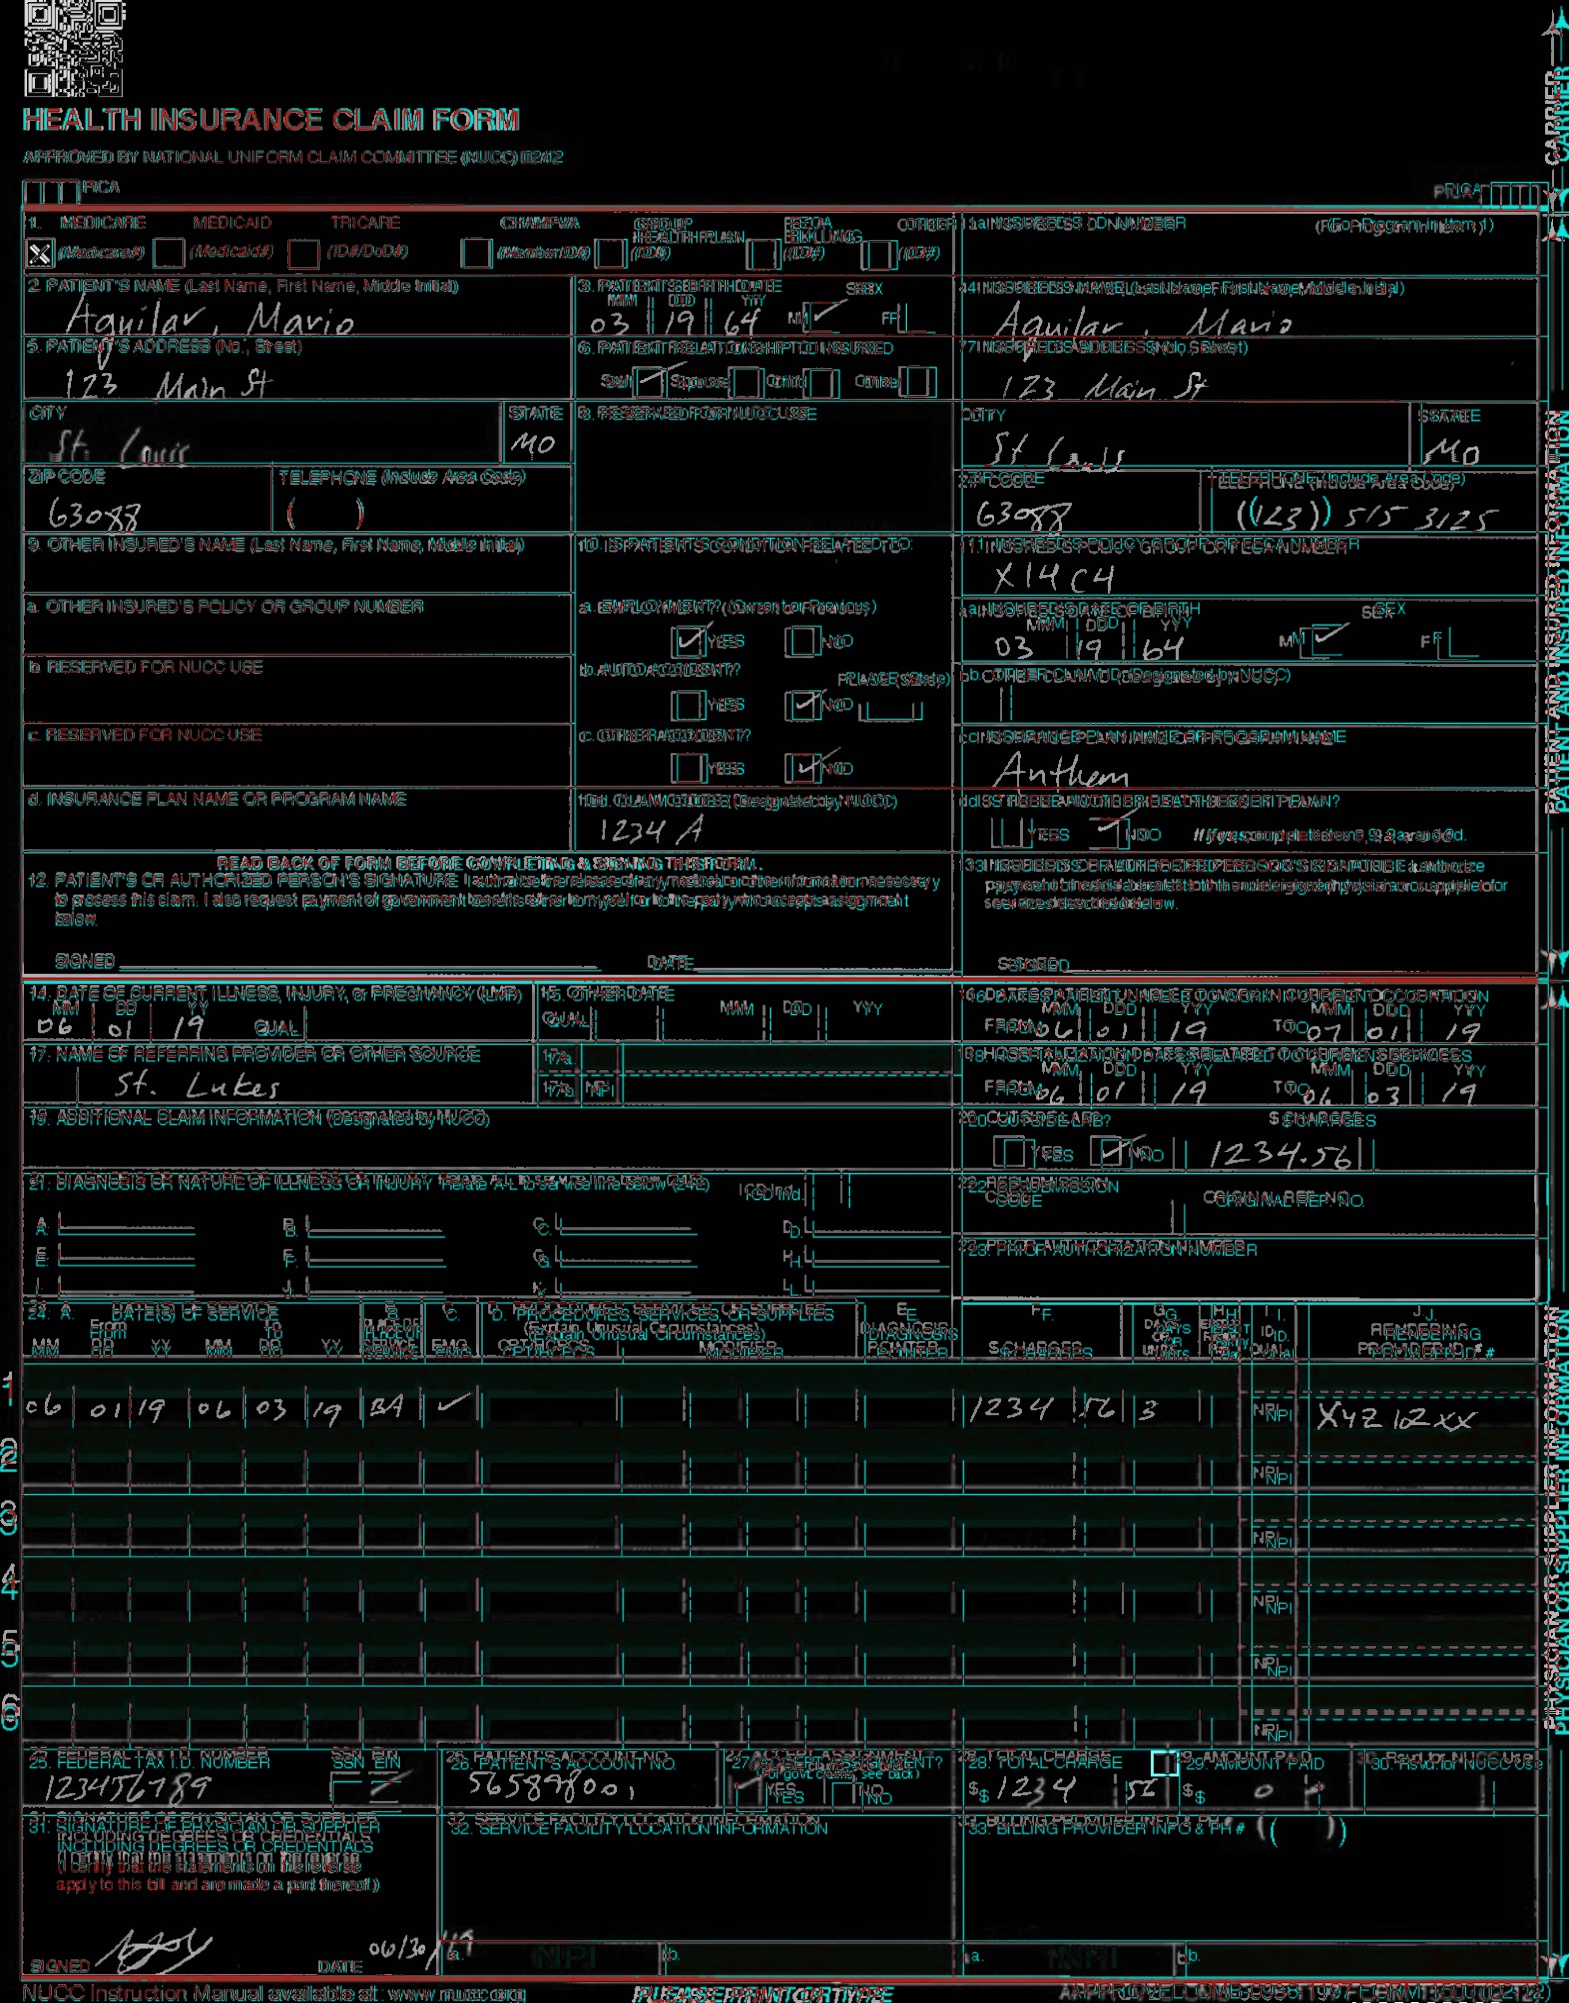 HEALTH INSURANCE CLAIM FORM
APPROVED BY NATIONAL UNIFORM CLAIM COMMITTEE (NUCC) 02/12
PICA PICA
CARRIER
1. MEDICARE MEDICAID TRICARE CHAMPVA GROUP HEALTH PLAN FECA BLK LUNG OTHER 1a. INSURED'S I.D. NUMBER (For Program in Item 1)
(Medicare#) (Medicaid#) (ID#/DoD#) (Member ID#) (ID#) (ID#) (ID#)
2. PATIENT'S NAME (Last Name, First Name, Middle Initial) 3. PATIENT'S BIRTH DATE SEX 4. INSURED'S NAME (Last Name, First Name, Middle Initial)
MM DD YY
Aguilar, Mario 03 19 64 M F Aguilar, Mario
5. PATIENT'S ADDRESS (No., Street) 6. PATIENT RELATIONSHIP TO INSURED 7. INSURED'S ADDRESS (No., Street)
123 Main St Self Spouse Child Other 123 Main St
CITY STATE 8. RESERVED FOR NUCC USE CITY STATE
St. Louis MO St Louis MO
ZIP CODE TELEPHONE (Include Area Code) ZIP CODE TELEPHONE (Include Area Code)
63088 ( ) 63088 (123) 515 3125
9. OTHER INSURED'S NAME (Last Name, First Name, Middle Initial) 10. IS PATIENT'S CONDITION RELATED TO: 11. INSURED'S POLICY GROUP OR FECA NUMBER
X14C4
a. OTHER INSURED'S POLICY OR GROUP NUMBER a. EMPLOYMENT? (Current or Previous) a. INSURED'S DATE OF BIRTH SEX
MM DD YY
YES NO 03 19 64 M F
b. RESERVED FOR NUCC USE b. AUTO ACCIDENT? PLACE (State) b. OTHER CLAIM ID (Designated by NUCC)
YES NO
c. RESERVED FOR NUCC USE c. OTHER ACCIDENT? c. INSURANCE PLAN NAME OR PROGRAM NAME
YES NO Anthem
d. INSURANCE PLAN NAME OR PROGRAM NAME 10d. CLAIM CODES (Designated by NUCC) d. IS THERE ANOTHER HEALTH BENEFIT PLAN?
1234 A YES NO If yes, complete items 9, 9a, and 9d.
READ BACK OF FORM BEFORE COMPLETING & SIGNING THIS FORM.
12. PATIENT'S OR AUTHORIZED PERSON'S SIGNATURE I authorize the release of any medical or other information necessary
to process this claim. I also request payment of government benefits either to myself or to the party who accepts assignment
below.
13. INSURED'S OR AUTHORIZED PERSON'S SIGNATURE I authorize
payment of medical benefits to the undersigned physician or supplier for
services described below.
SIGNED DATE SIGNED
PATIENT AND INSURED INFORMATION
14. DATE OF CURRENT ILLNESS, INJURY, or PREGNANCY (LMP) 15. OTHER DATE 16. DATES PATIENT UNABLE TO WORK IN CURRENT OCCUPATION
MM DD YY MM DD YY MM DD YY MM DD YY
06 01 19 QUAL. QUAL. FROM 06 01 19 TO 07 01 19
17. NAME OF REFERRING PROVIDER OR OTHER SOURCE 17a. 18. HOSPITALIZATION DATES RELATED TO CURRENT SERVICES
MM DD YY MM DD YY
St. Lukes 17b. NPI FROM 06 01 19 TO 06 03 19
19. ADDITIONAL CLAIM INFORMATION (Designated by NUCC) 20. OUTSIDE LAB? $ CHARGES
YES NO 1234.56
21. DIAGNOSIS OR NATURE OF ILLNESS OR INJURY Relate A-L to service line below (24E) ICD Ind. 22. RESUBMISSION CODE ORIGINAL REF. NO.
A. B. C. D.
E. F. G. H. 23. PRIOR AUTHORIZATION NUMBER
I. J. K. L.
24. A. DATE(S) OF SERVICE B. C. D. PROCEDURES, SERVICES, OR SUPPLIES E. F. G. H. I. J.
From To PLACE OF (Explain Unusual Circumstances) DIAGNOSIS DAYS OR ID. RENDERING
MM DD YY MM DD YY SERVICE EMG CPT/HCPCS MODIFIER POINTER $ CHARGES UNITS QUAL. PROVIDER ID. #
1 06 01 19 06 03 19 BA ✓ 1234 56 3 NPI XYZ12XX
2 NPI
3 NPI
4 NPI
5 NPI
6 NPI
PHYSICIAN OR SUPPLIER INFORMATION
25. FEDERAL TAX I.D. NUMBER SSN EIN 26. PATIENT'S ACCOUNT NO. 27. ACCEPT ASSIGNMENT? 28. TOTAL CHARGE 29. AMOUNT PAID 30. Rsvd for NUCC Use
(For govt. claims, see back)
123456789 YES NO $ 1234 56 $ 0
31. SIGNATURE OF PHYSICIAN OR SUPPLIER
INCLUDING DEGREES OR CREDENTIALS
(I certify that the statements on the reverse
apply to this bill and are made a part thereof.)
32. SERVICE FACILITY LOCATION INFORMATION 33. BILLING PROVIDER INFO & PH # ( )
SIGNED DATE 06/30/19 a. NPI b. a. NPI b.
NUCC Instruction Manual available at: www.nucc.org PLEASE PRINT OR TYPE